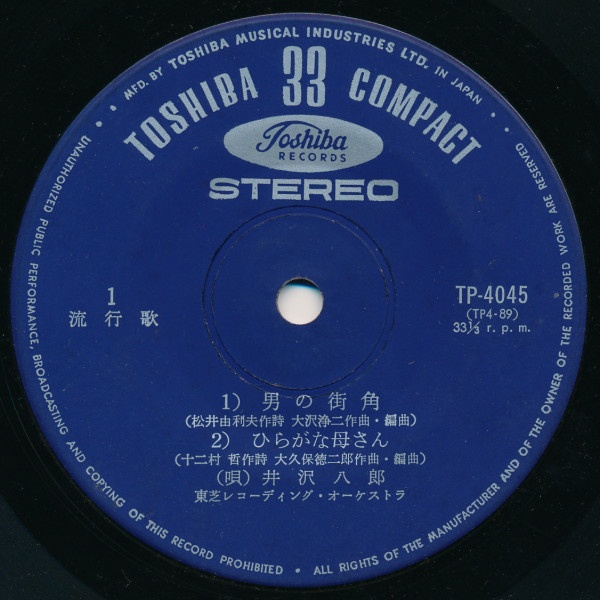 MFD. BY TOSHIBA MUSICAL INDUSTRIES LTD. IN JAPAN
TOSHIBA 33 COMPACT
Toshiba
RECORDS
STEREO
1
流行歌
TP-4045
(TP4-89)
33⅓ r. p. m.
1) 男の街角
(松井由利夫作詩 大沢浄二作曲・編曲)
2) ひらがな母さん
(十二村 哲作詩 大久保徳二郎作曲・編曲)
(唄) 井沢八郎
東芝レコーディング・オーケストラ
UNAUTHORIZED PUBLIC PERFORMANCE, BROADCASTING AND COPYING OF THIS RECORD PROHIBITED • ALL RIGHTS OF THE MANUFACTURER AND OF THE OWNER OF THE RECORDED WORK ARE RESERVED